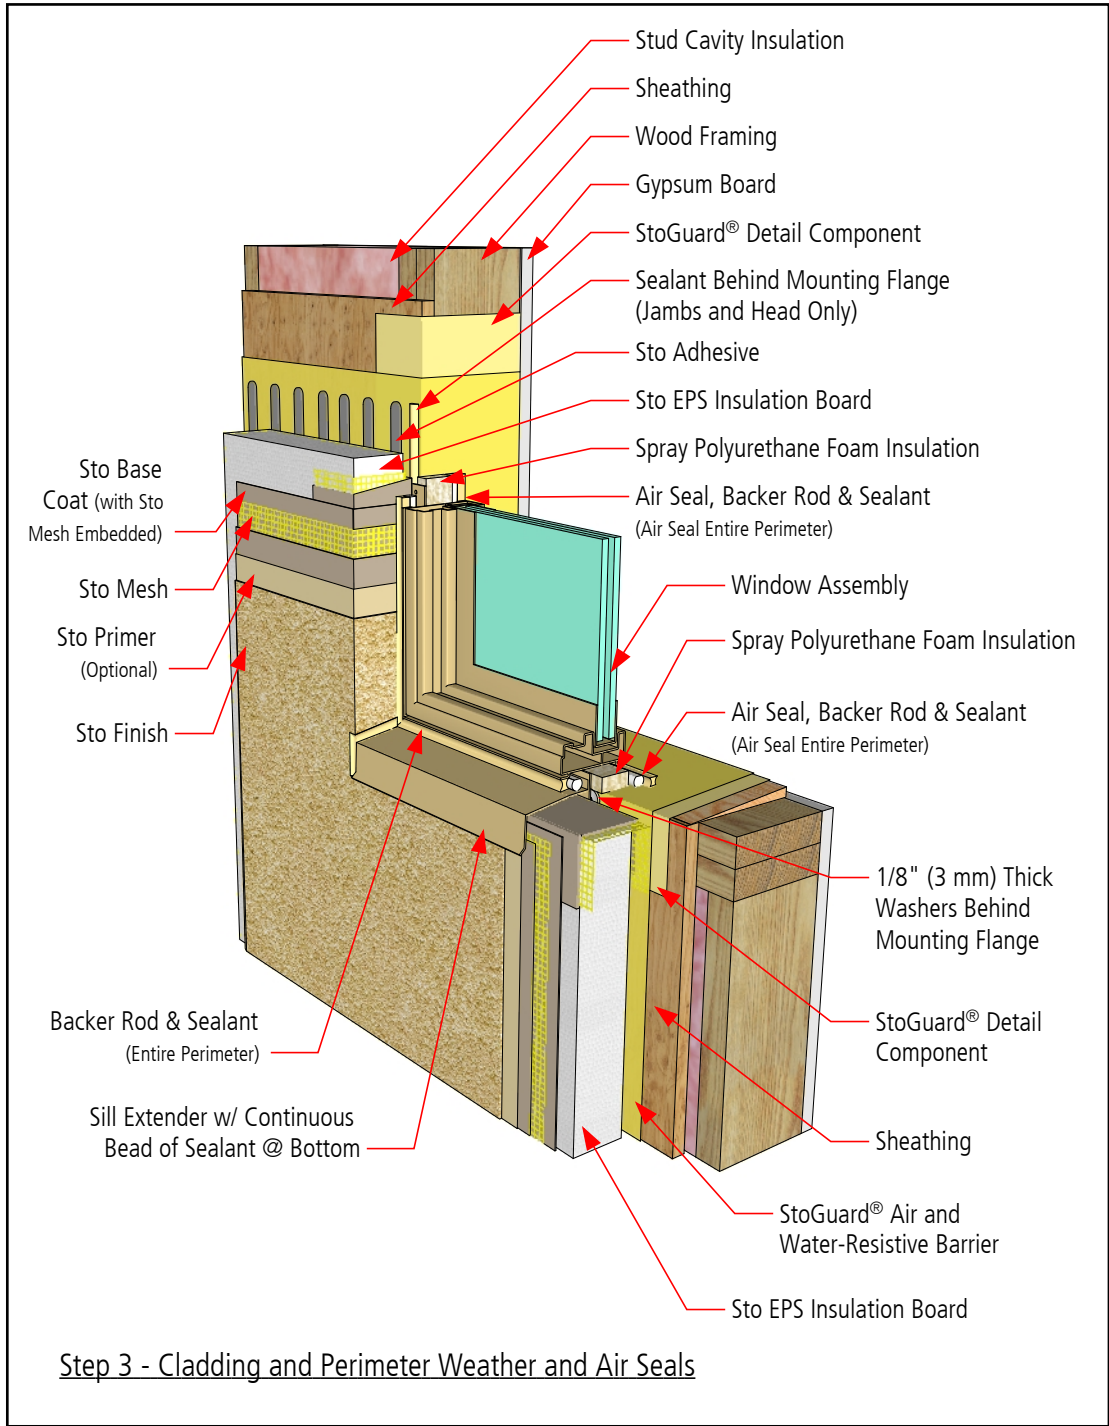 Stud Cavity Insulation
Sheathing
Wood Framing
Gypsum Board
StoGuard® Detail Component
Sealant Behind Mounting Flange
(Jambs and Head Only)
Sto Adhesive
Sto EPS Insulation Board
Spray Polyurethane Foam Insulation
Air Seal, Backer Rod & Sealant
(Air Seal Entire Perimeter)
Window Assembly
Spray Polyurethane Foam Insulation
Air Seal, Backer Rod & Sealant
(Air Seal Entire Perimeter)
1/8" (3 mm) Thick
Washers Behind
Mounting Flange
StoGuard® Detail
Component
Sheathing
StoGuard® Air and
Water-Resistive Barrier
Sto EPS Insulation Board
Sto Base
Coat (with Sto
Mesh Embedded)
Sto Mesh
Sto Primer
(Optional)
Sto Finish
Backer Rod & Sealant
(Entire Perimeter)
Sill Extender w/ Continuous
Bead of Sealant @ Bottom
Step 3 - Cladding and Perimeter Weather and Air Seals